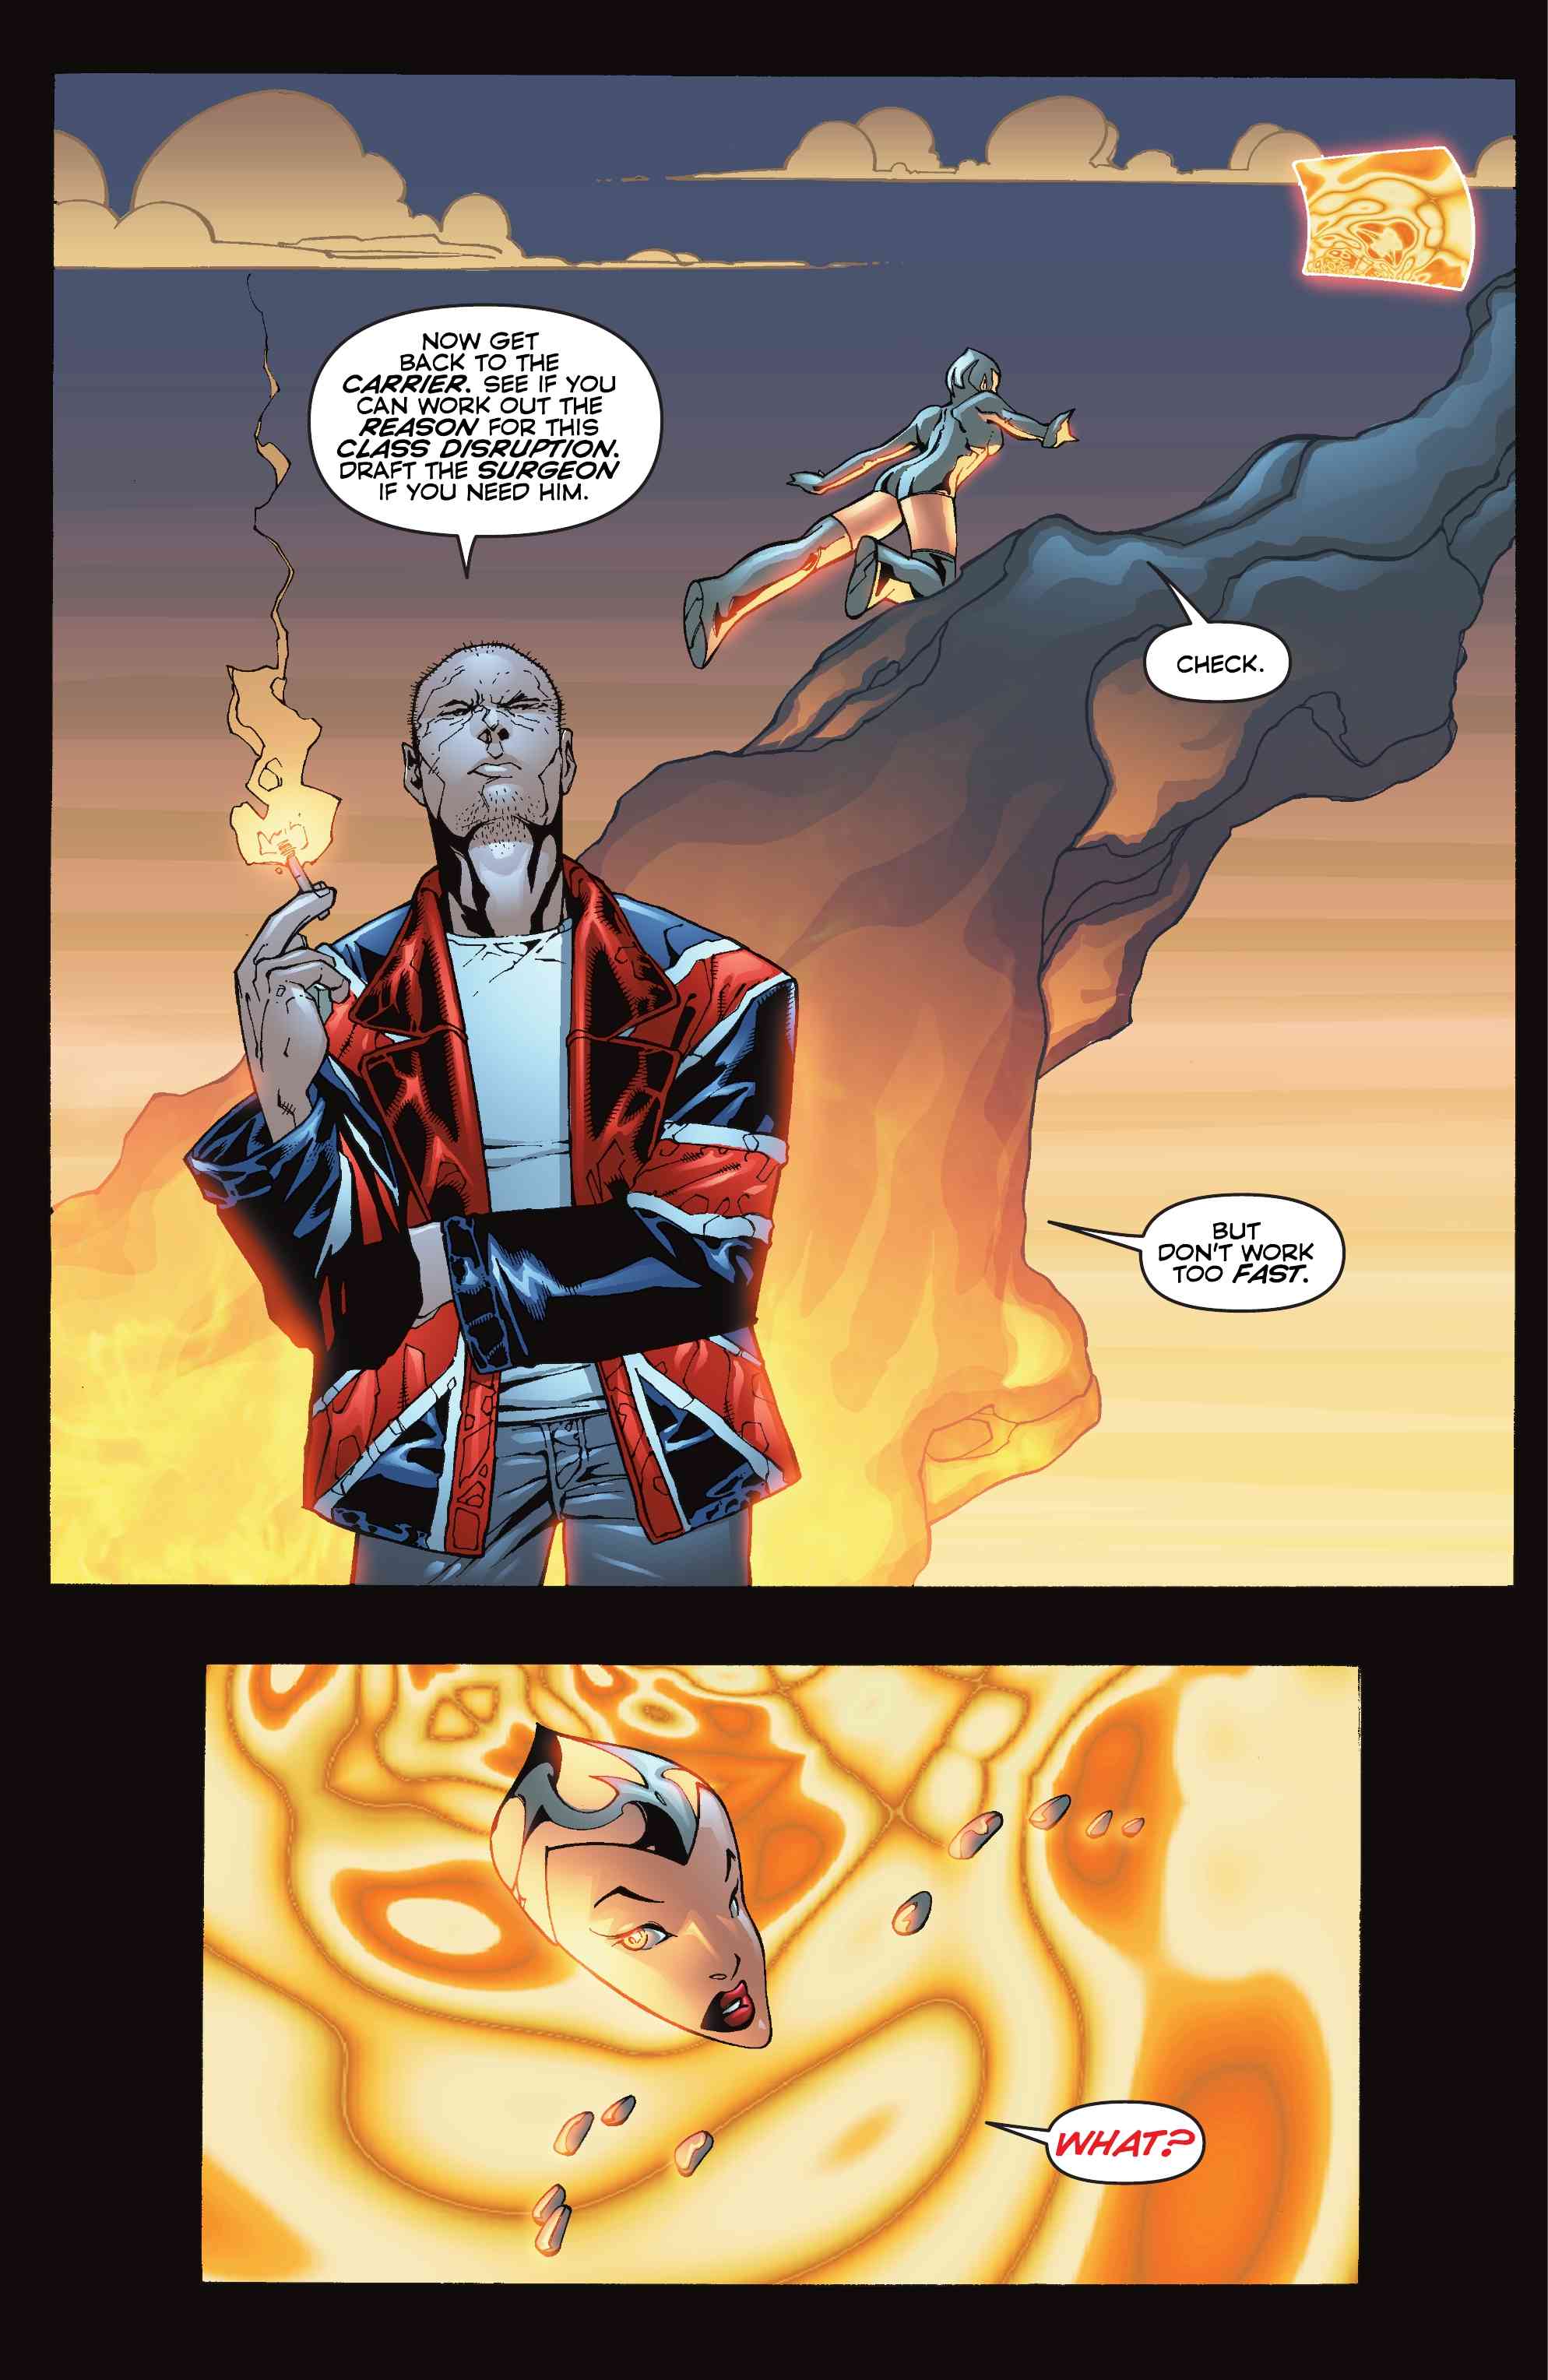 NOW GET
BACK TO THE
CARRIER. SEE IF YOU
CAN WORK OUT THE
REASON FOR THIS
CLASS DISRUPTION.
DRAFT THE SURGEON
IF YOU NEED HIM.
CHECK.
BUT
DON'T WORK
TOO FAST.
WHAT?